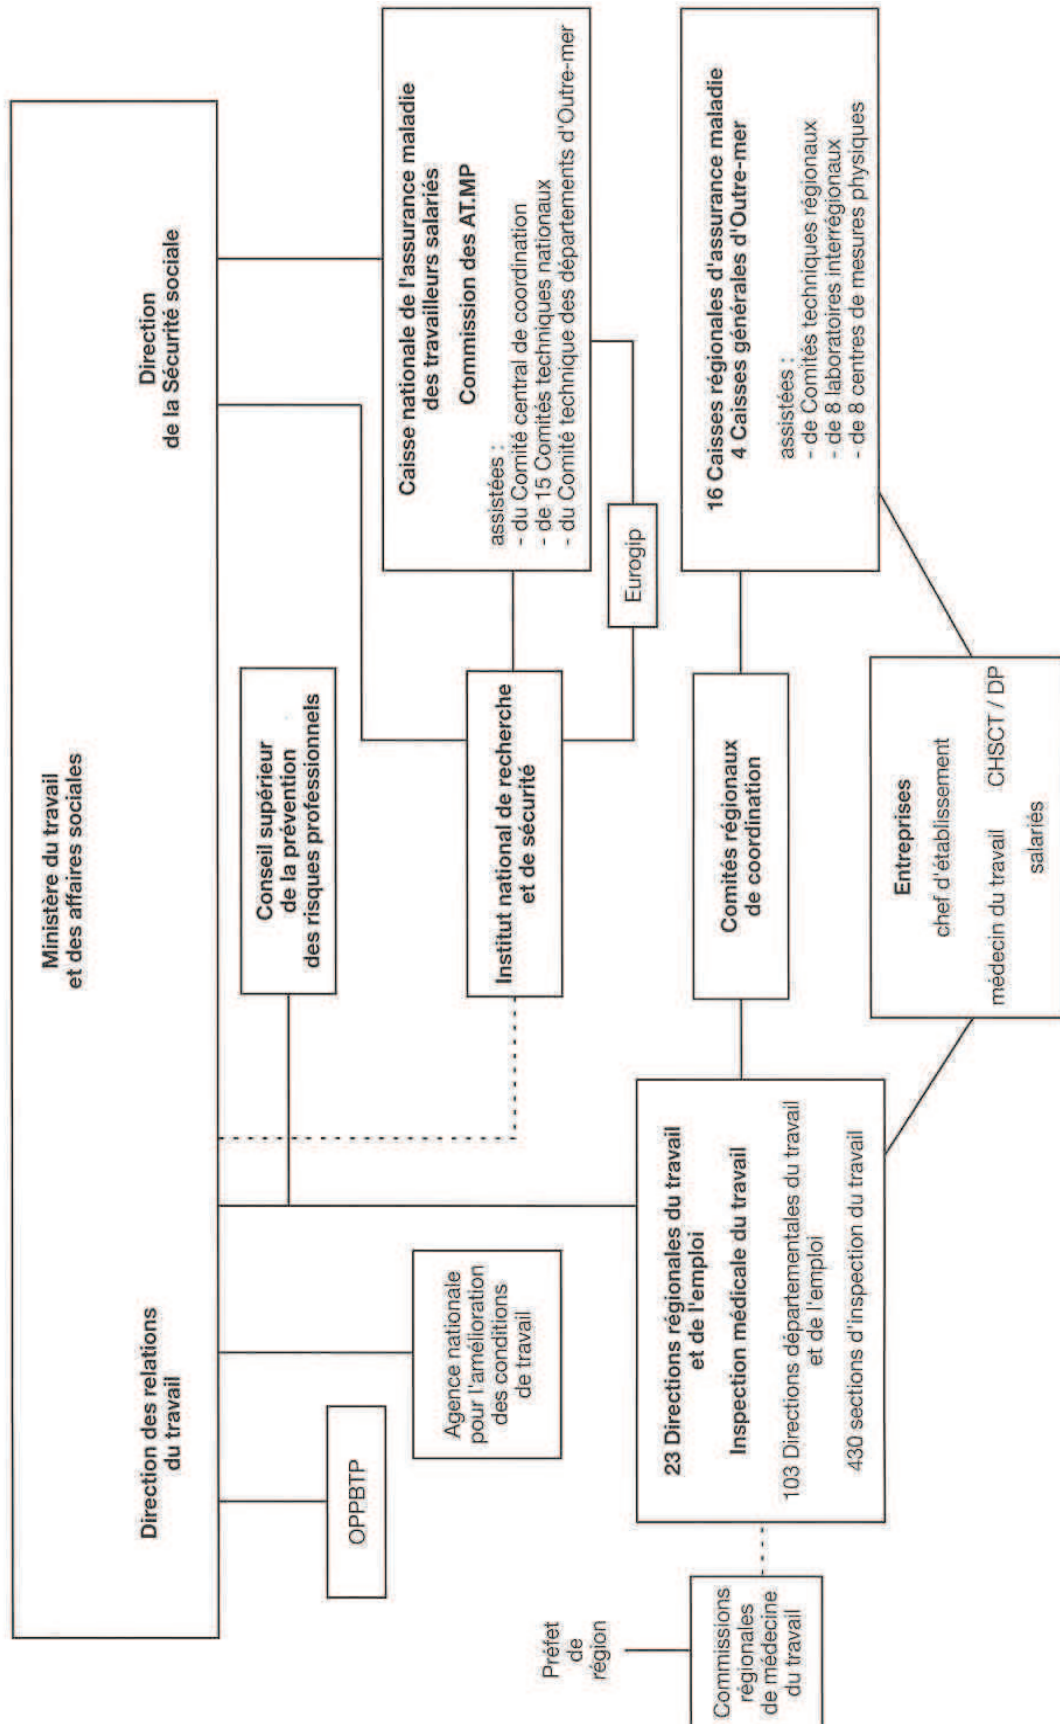 Ministère du travail
et des affaires sociales
Direction des relations
du travail
Direction
de la Sécurité sociale
OPPBTP
Agence nationale
pour l'amélioration
des conditions
de travail
Conseil supérieur
de la prévention
des risques professionnels
Institut national de recherche
et de sécurité
Caisse nationale de l'assurance maladie
des travailleurs salariés
Commission des AT.MP
assistées :
- du Comité central de coordination
- de 15 Comités techniques nationaux
- du Comité technique des départements d'Outre-mer
Eurogip
Préfet
de
région
Commissions
régionales
de médecine
du travail
23 Directions régionales du travail
et de l'emploi
Inspection médicale du travail
103 Directions départementales du travail
et de l'emploi
430 sections d'inspection du travail
Comités régionaux
de coordination
16 Caisses régionales d'assurance maladie
4 Caisses générales d'Outre-mer
assistées :
- de Comités techniques régionaux
- de 8 laboratoires interrégionaux
- de 8 centres de mesures physiques
Entreprises
chef d'établissement
médecin du travail CHSCT / DP
salariés